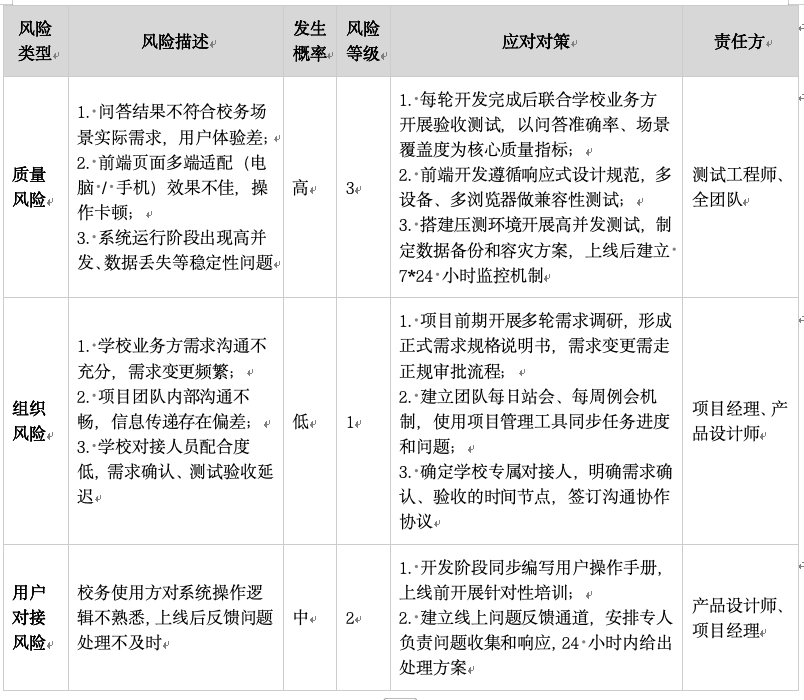 风险
类型
风险描述
发生
概率
风险
等级
应对对策
责任方
质量
风险
1. 问答结果不符合校务场
景实际需求，用户体验差；
2. 前端页面多端适配（电
脑 / 手机）效果不佳，操
作卡顿；
3. 系统运行阶段出现高并
发、数据丢失等稳定性问题
高
3
1. 每轮开发完成后联合学校业务方
开展验收测试，以问答准确率、场景
覆盖度为核心质量指标；
2. 前端开发遵循响应式设计规范，多
设备、多浏览器做兼容性测试；
3. 搭建压测环境开展高并发测试，制
定数据备份和容灾方案，上线后建立
7*24 小时监控机制
测试工程师、
全团队
组织
风险
1. 学校业务方需求沟通不
充分，需求变更频繁；
2. 项目团队内部沟通不
畅，信息传递存在偏差；
3. 学校对接人员配合度
低，需求确认、测试验收延
迟
低
1
1. 项目前期开展多轮需求调研，形成
正式需求规格说明书，需求变更需走
正规审批流程；
2. 建立团队每日站会、每周例会机
制，使用项目管理工具同步任务进度
和问题；
3. 确定学校专属对接人，明确需求确
认、验收的时间节点，签订沟通协作
协议
项目经理、产
品设计师
用户
对接
风险
校务使用方对系统操作逻
辑不熟悉，上线后反馈问题
处理不及时
中
2
1. 开发阶段同步编写用户操作手册，
上线前开展针对性培训；
2. 建立线上问题反馈通道，安排专人
负责问题收集和响应，24 小时内给出
处理方案
产品设计师、
项目经理